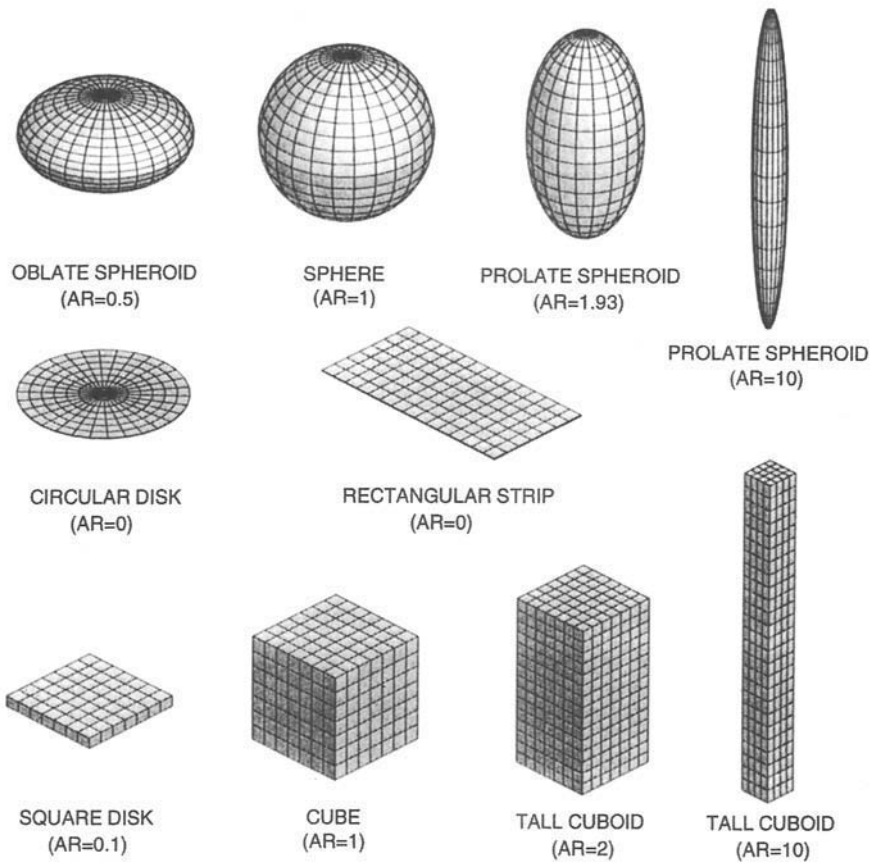 OBLATE SPHEROID
(AR=0.5)
SPHERE
(AR=1)
PROLATE SPHEROID
(AR=1.93)
PROLATE SPHEROID
(AR=10)
CIRCULAR DISK
(AR=0)
RECTANGULAR STRIP
(AR=0)
SQUARE DISK
(AR=0.1)
CUBE
(AR=1)
TALL CUBOID
(AR=2)
TALL CUBOID
(AR=10)